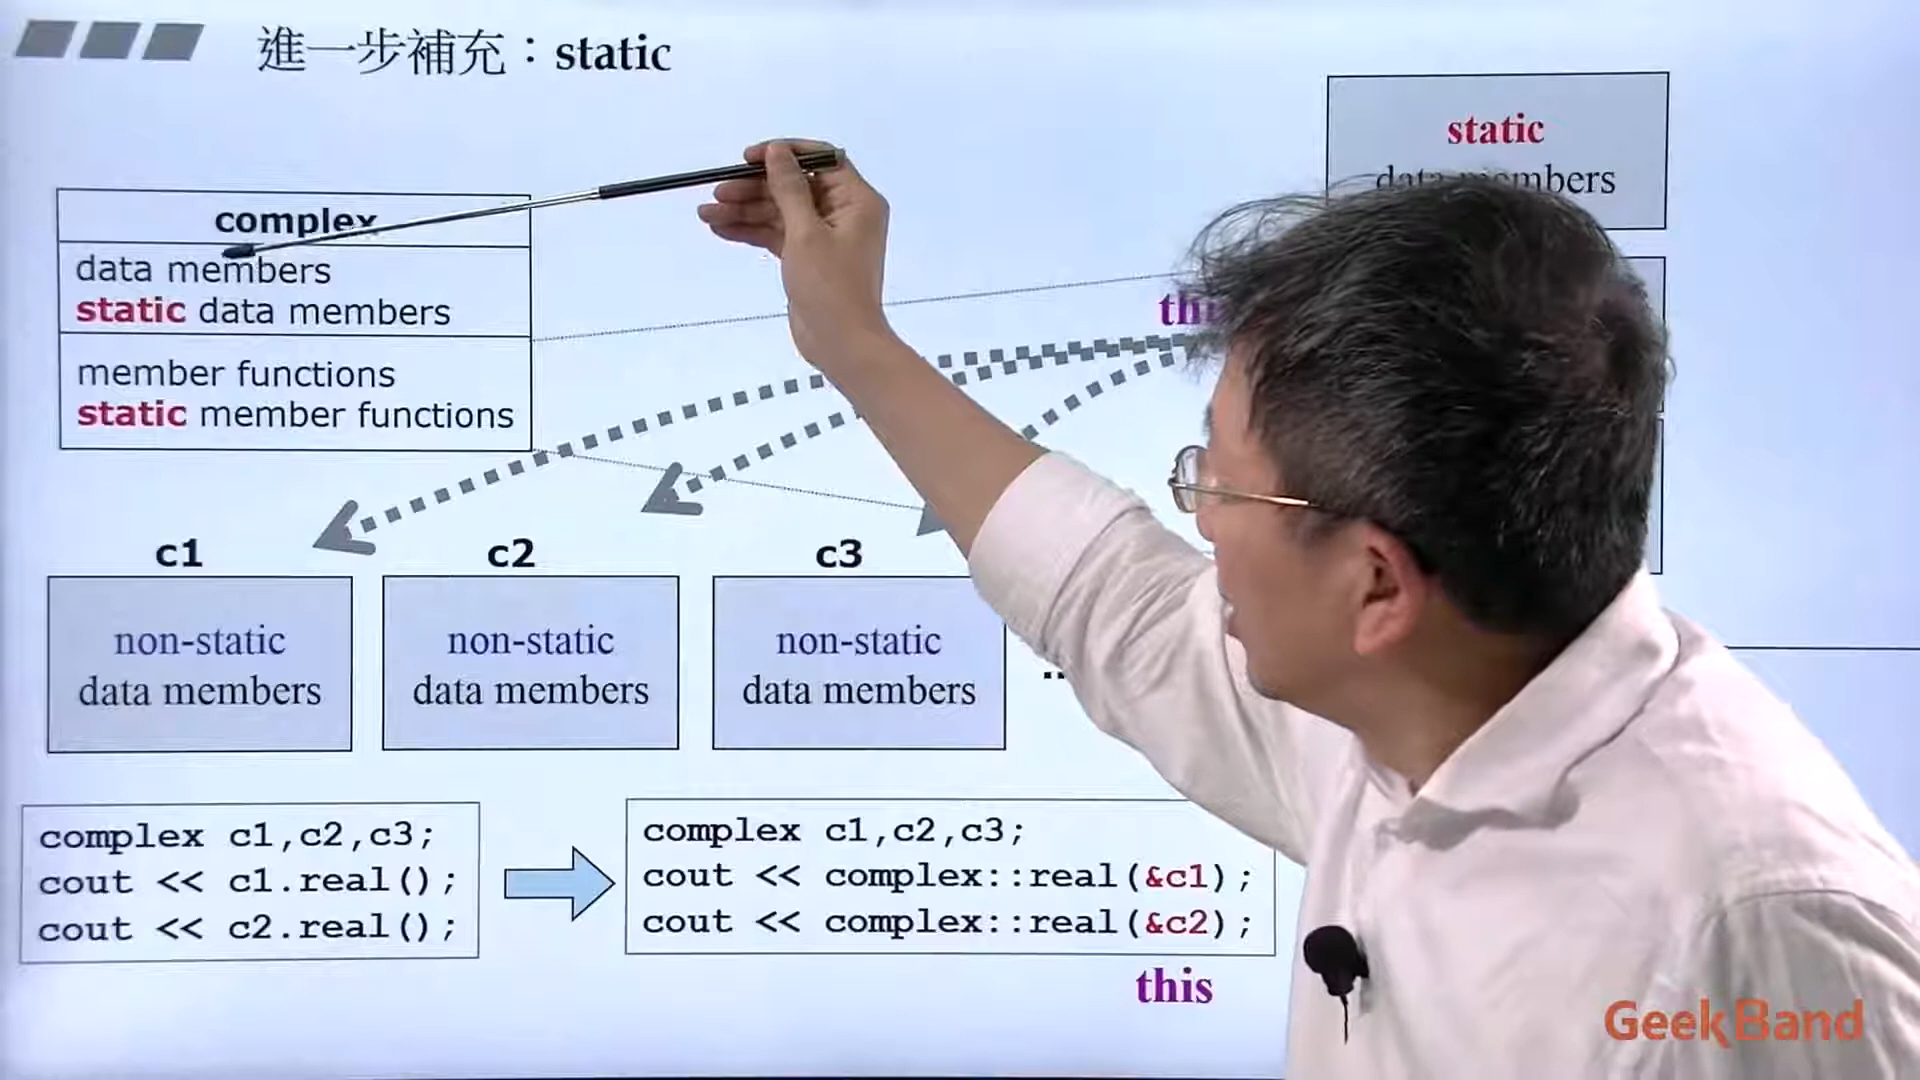 進一步補充：static
static
data members
complex
data members
static data members
member functions
static member functions
c1
c2
c3
non-static
data members
non-static
data members
non-static
data members
complex c1,c2,c3;
cout << c1.real();
cout << c2.real();
complex c1,c2,c3;
cout << complex::real(&c1);
cout << complex::real(&c2);
this
GeekBand